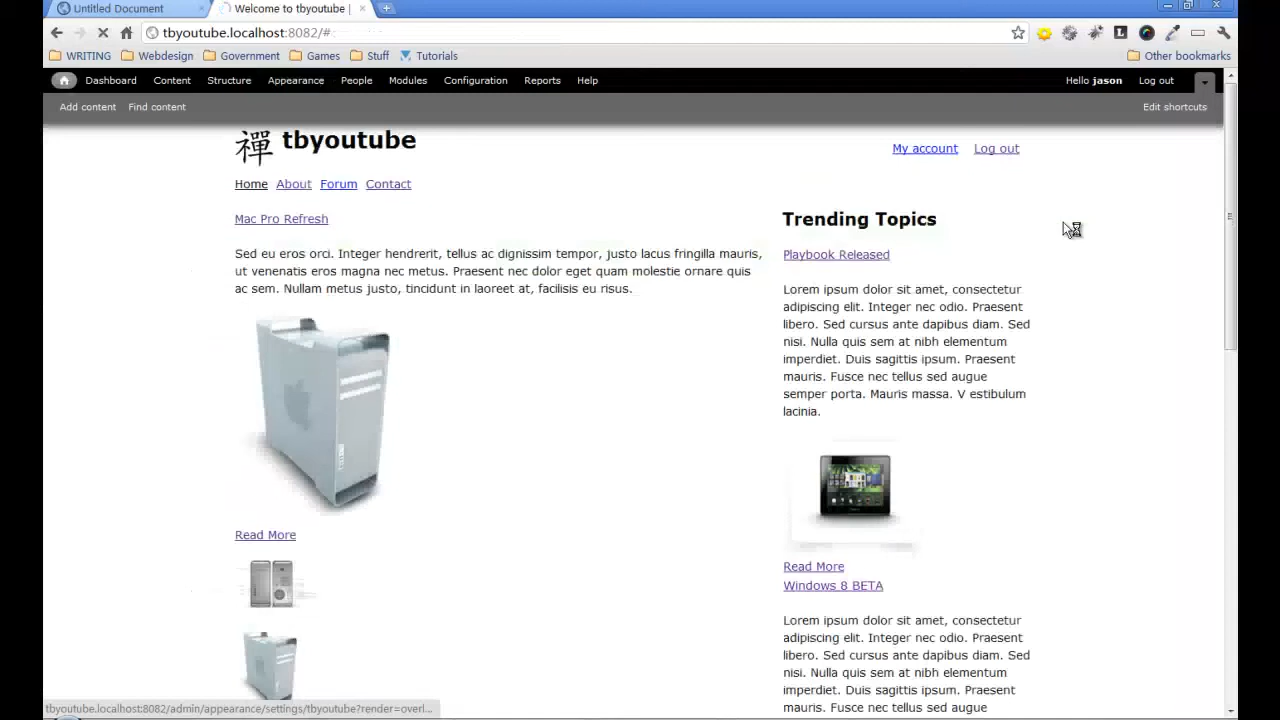 Untitled Document
Welcome to tbyoutube |
tbyoutube.localhost:8082/#
WRITING Webdesign Government Games Stuff Tutorials Other bookmarks
Dashboard Content Structure Appearance People Modules Configuration Reports Help Hello jason Log out
Add content Find content Edit shortcuts
禪 tbyoutube
My account Log out
Home About Forum Contact
Mac Pro Refresh
Sed eu eros orci. Integer hendrerit, tellus ac dignissim tempor, justo lacus fringilla mauris,
ut venenatis eros magna nec metus. Praesent nec dolor eget quam molestie ornare quis
ac sem. Nullam metus justo, tincidunt in laoreet at, facilisis eu risus.
Read More
Trending Topics
Playbook Released
Lorem ipsum dolor sit amet, consectetur
adipiscing elit. Integer nec odio. Praesent
libero. Sed cursus ante dapibus diam. Sed
nisi. Nulla quis sem at nibh elementum
imperdiet. Duis sagittis ipsum. Praesent
mauris. Fusce nec tellus sed augue
semper porta. Mauris massa. V estibulum
lacinia.
Read More
Windows 8 BETA
Lorem ipsum dolor sit amet, consectetur
adipiscing elit. Integer nec odio. Praesent
libero. Sed cursus ante dapibus diam. Sed
nisi. Nulla quis sem at nibh elementum
imperdiet. Duis sagittis ipsum. Praesent
mauris. Fusce nec tellus sed augue
tbyoutube.localhost:8082/admin/appearance/settings/tbyoutube?render=overl...